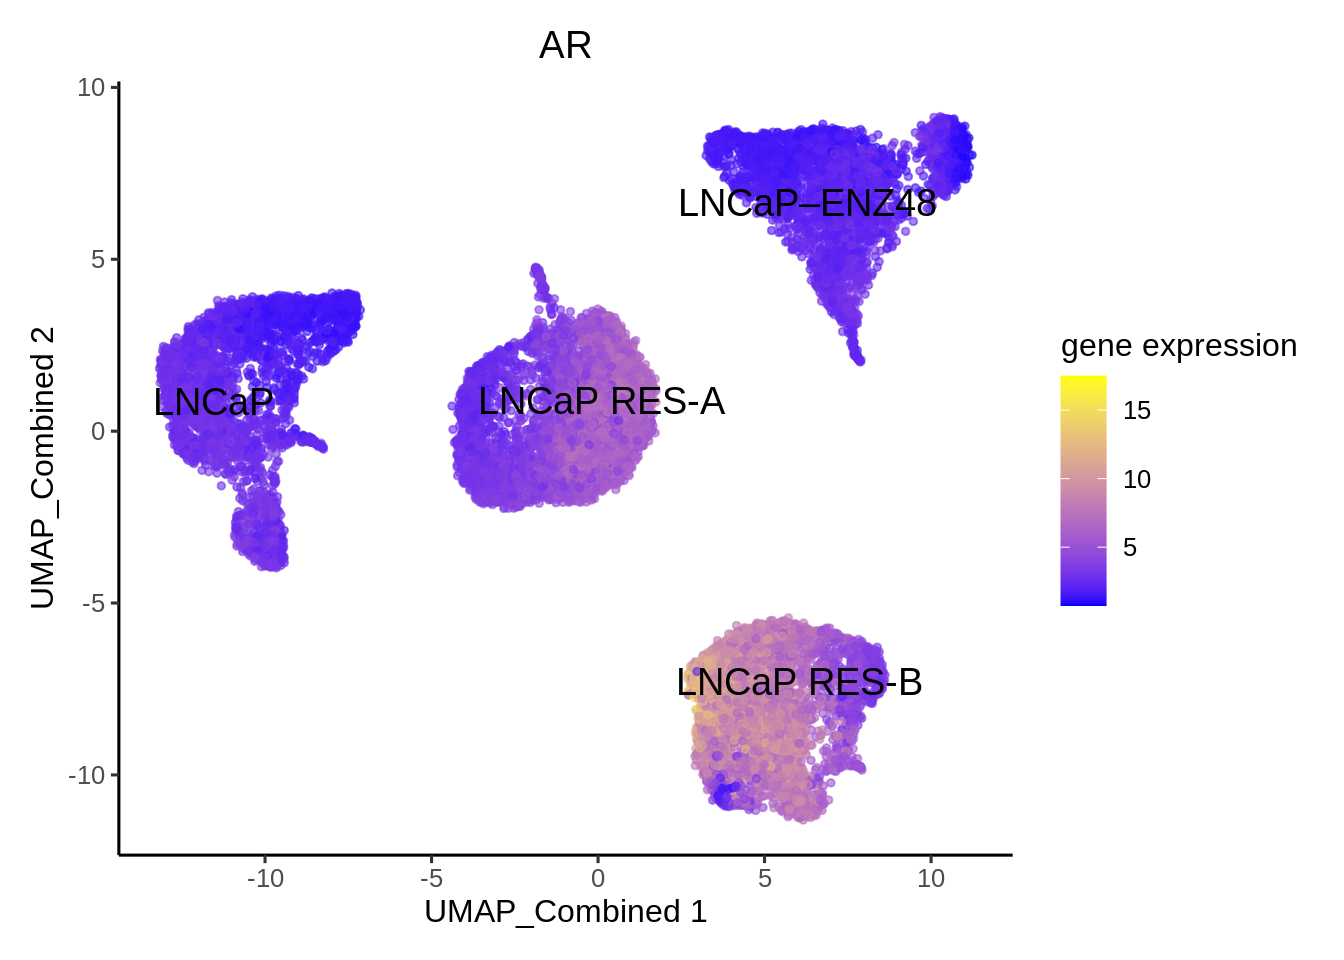 AR
10
5
0
-5
-10
UMAP_Combined 2
LNCaP–ENZ48
LNCaP
LNCaP RES-A
LNCaP RES-B
-10
-5
0
5
10
UMAP_Combined 1
gene expression
15
10
5